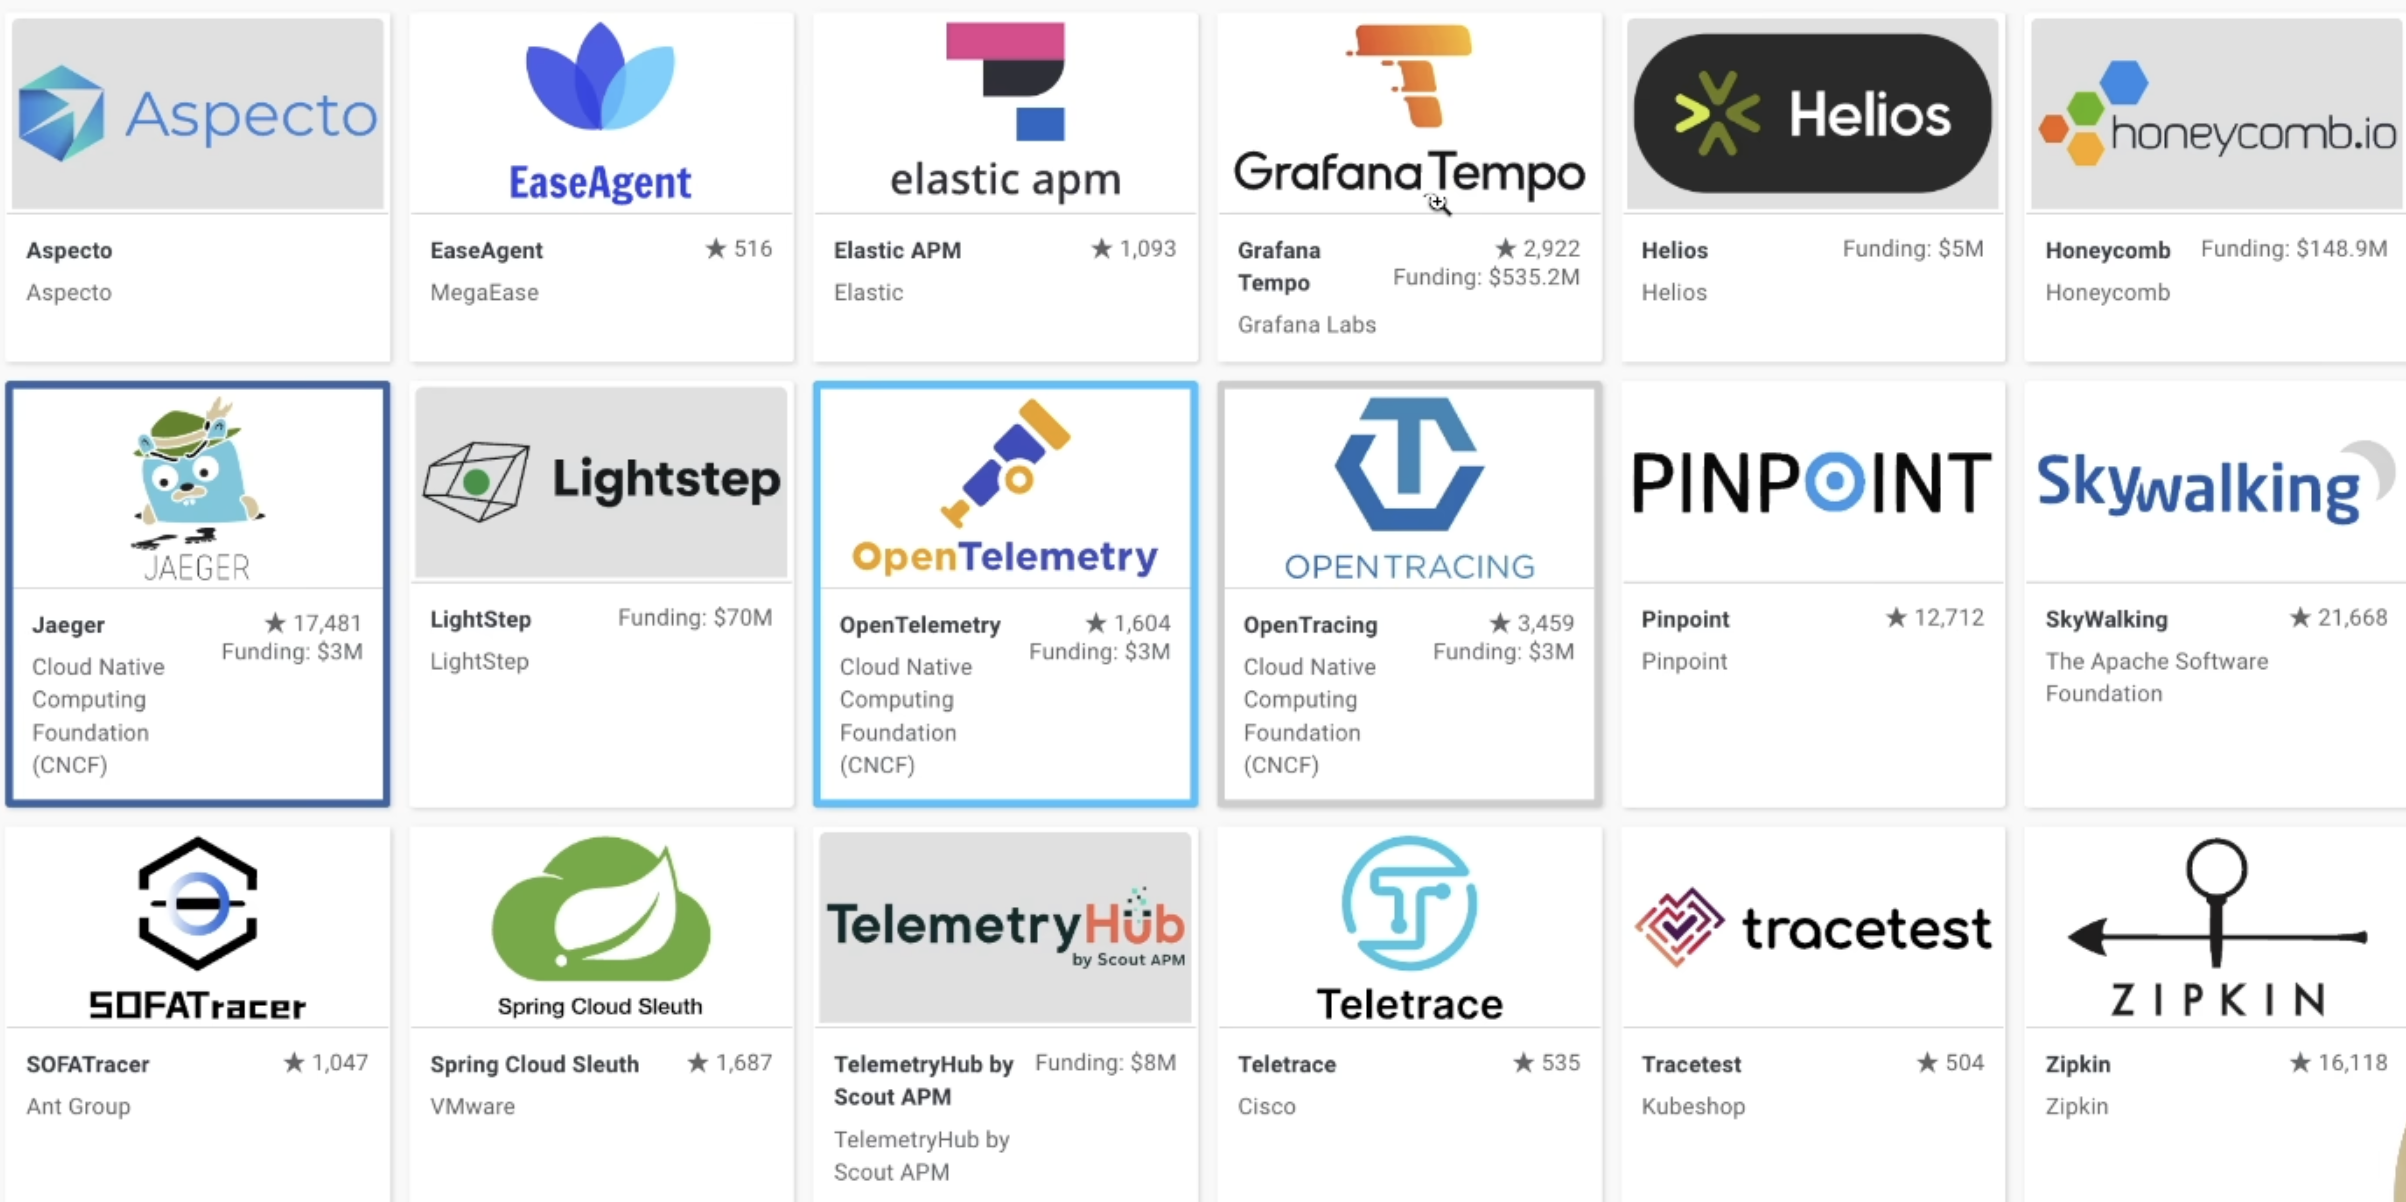 Aspecto
Aspecto
Aspecto
EaseAgent
EaseAgent ★ 516
MegaEase
elastic apm
Elastic APM ★ 1,093
Elastic
Grafana Tempo
Grafana ★ 2,922
Tempo Funding: $535.2M
Grafana Labs
Helios
Helios Funding: $5M
Helios
honeycomb.io
Honeycomb Funding: $148.9M
Honeycomb
JAEGER
Jaeger ★ 17,481
Funding: $3M
Cloud Native
Computing
Foundation
(CNCF)
Lightstep
LightStep Funding: $70M
LightStep
OpenTelemetry
OpenTelemetry ★ 1,604
Funding: $3M
Cloud Native
Computing
Foundation
(CNCF)
OPENTRACING
OpenTracing ★ 3,459
Funding: $3M
Cloud Native
Computing
Foundation
(CNCF)
PINPOINT
Pinpoint ★ 12,712
Pinpoint
Skywalking
SkyWalking ★ 21,668
The Apache Software
Foundation
SOFATracer
SOFATracer ★ 1,047
Ant Group
Spring Cloud Sleuth
Spring Cloud Sleuth ★ 1,687
VMware
TelemetryHub
by Scout APM
TelemetryHub by Funding: $8M
Scout APM
TelemetryHub by
Scout APM
Teletrace
Teletrace ★ 535
Cisco
tracetest
Tracetest ★ 504
Kubeshop
ZIPKIN
Zipkin ★ 16,118
Zipkin